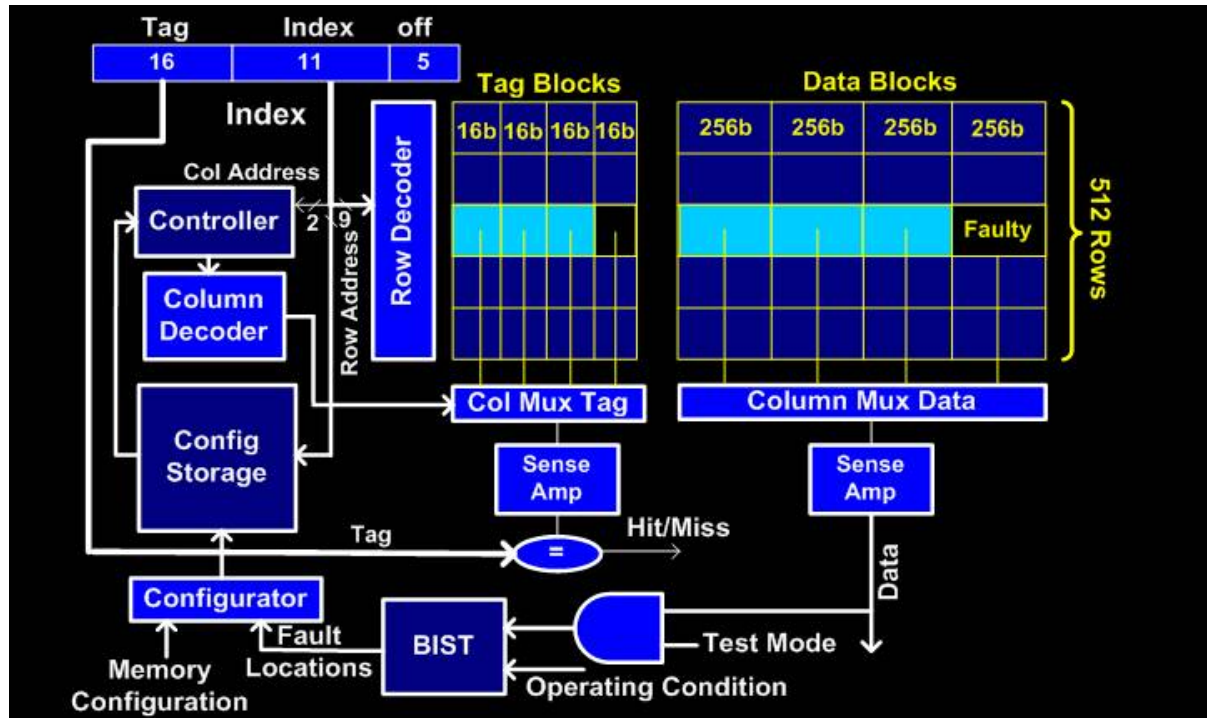 Tag Index off
16 11 5
Index
Tag Blocks
Data Blocks
16b 16b 16b 16b
256b 256b 256b 256b
Col Address
Controller
2 9
Row Address
Row Decoder
Faulty
512 Rows
Column
Decoder
Col Mux Tag
Column Mux Data
Config
Storage
Sense
Amp
Sense
Amp
Tag
=
Hit/Miss
Data
Configurator
Fault
Locations
BIST
Test Mode
Memory
Configuration
Operating Condition